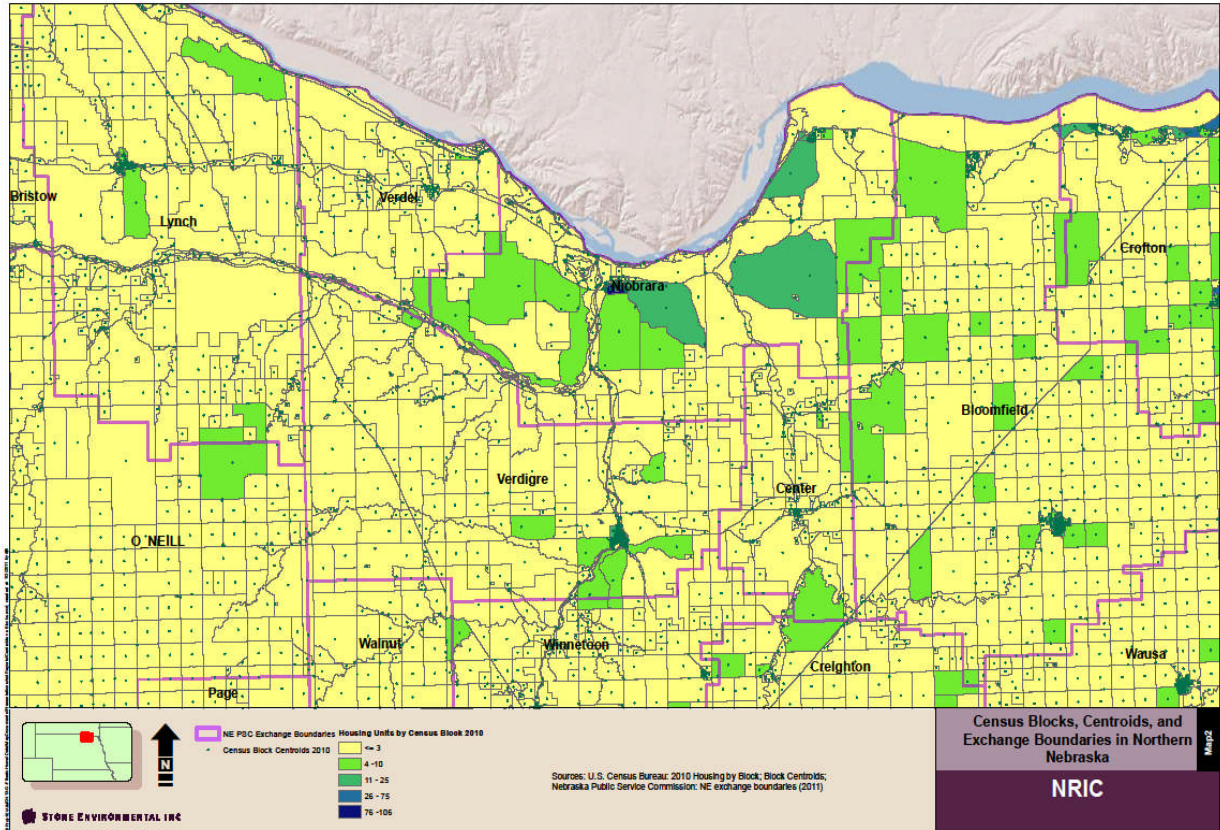 Bristow
Lynch
Verdel
Niobrara
Crofton
Bloomfield
Verdigre
Center
O_NEILL
Walnut
Winnetoon
Creighton
Wausa
Page
NE PSC Exchange Boundaries
Census Block Centroids 2010
Housing Units by Census Block 2010
<= 3
4 -10
11 - 25
26 - 75
76 -106
N
STONE ENVIRONMENTAL INC
Sources: U.S. Census Bureau: 2010 Housing by Block; Block Centroids;
Nebraska Public Service Commission: NE exchange boundaries (2011)
Census Blocks, Centroids, and
Exchange Boundaries in Northern
Nebraska
Map2
NRIC